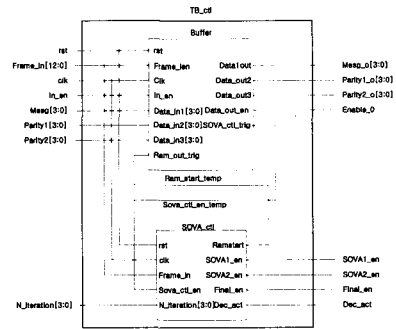 TB_ctl
Buffer
rst
Frame_in[12:0]
clk
in_en
Mesg[3:0]
Parity1[3:0]
Parity2[3:0]
rst
Frame_len
Clk
In_en
Data_in1[3:0]
Data_in2[3:0]
Data_in3[3:0]
Ram_out_trig
Data1out
Data_out2
Data_out3
Data_out_en
SOVA_ctl_trig
Mesg_o[3:0]
Parity1_o[3:0]
Parity2_o[3:0]
Enable_0
Ram_start_temp
Sova_ctl_en_temp
SOVA_ctl
rst
clk
Frame_in
Sova_ctl_en
N_Iteration[3:0]
Ramstart
SOVA1_en
SOVA2_en
Final_en
Dec_act
SOVA1_en
SOVA2_en
Final_en
Dec_act
N_Iteration[3:0]